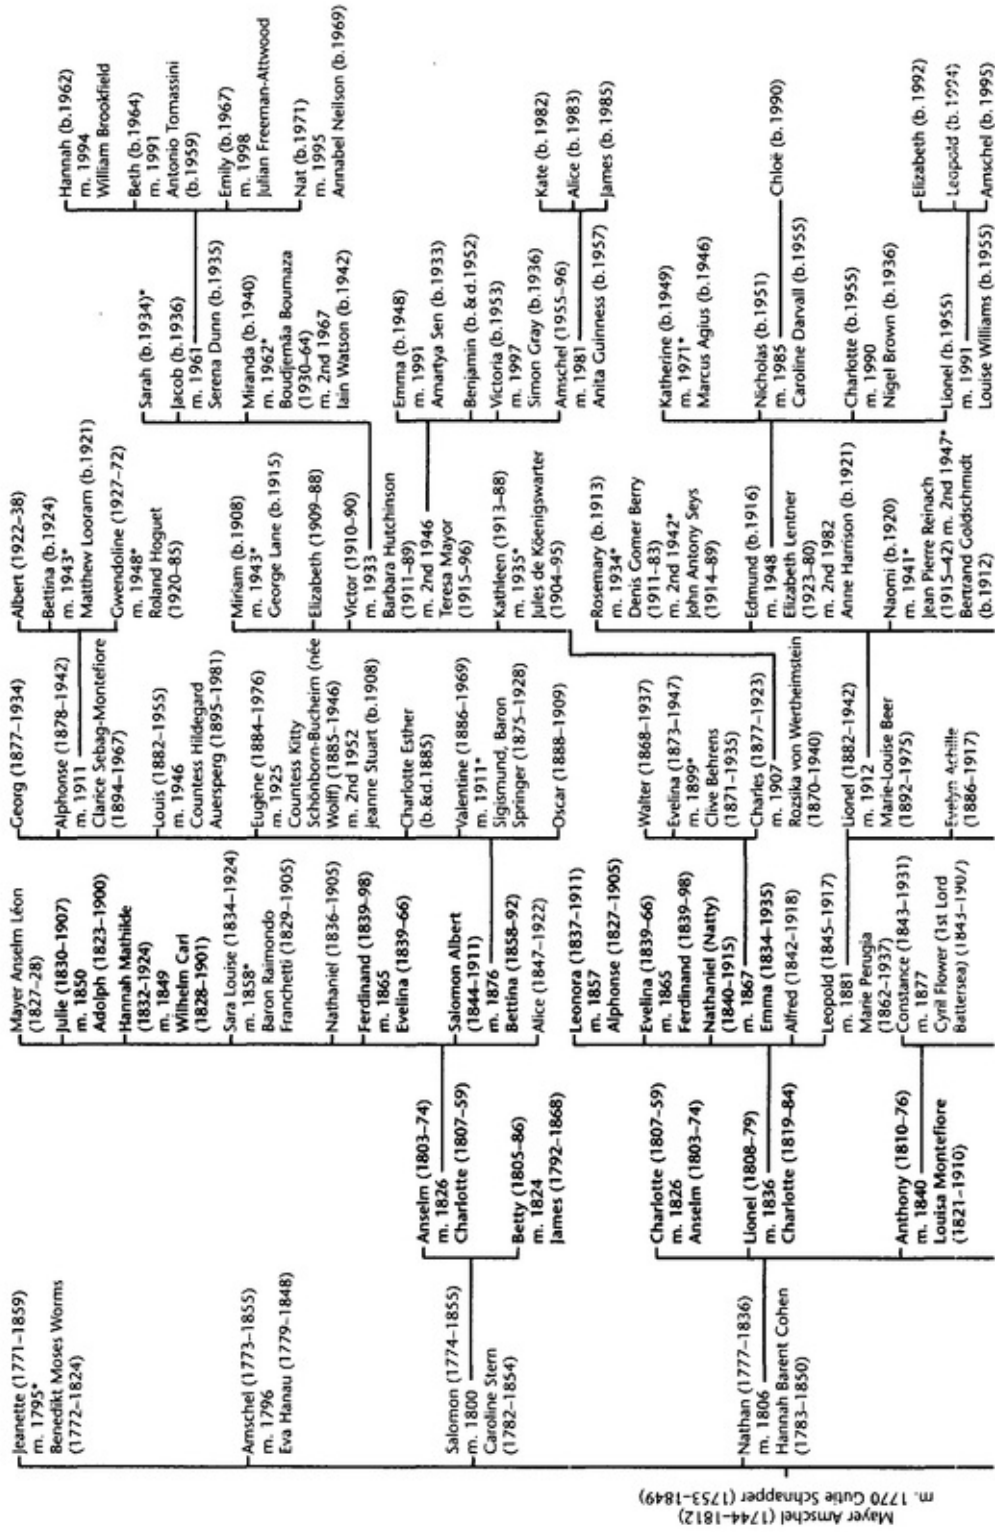 Mayer Amschel (1744–1812)
m. 1770 Gutle Schnapper (1753–1849)
Jeanette (1771–1859)
m. 1795*
Benedikt Moses Worms
(1772–1824)
Amschel (1773–1855)
m. 1796
Eva Hanau (1779–1848)
Salomon (1774–1855)
m. 1800
Caroline Stern
(1782–1854)
Nathan (1777–1836)
m. 1806
Hannah Barent Cohen
(1783–1850)
Anselm (1803–74)
m. 1826
Charlotte (1807–59)
Betty (1805–86)
m. 1824
James (1792–1868)
Charlotte (1807–59)
m. 1826
Anselm (1803–74)
Lionel (1808–79)
m. 1836
Charlotte (1819–84)
Anthony (1810–76)
m. 1840
Louisa Montefiore
(1821–1910)
Mayer Anselm Léon
(1827–28)
Julie (1830–1907)
m. 1850
Adolph (1823–1900)
Hannah Mathilde
(1832–1924)
m. 1849
Wilhelm Carl
(1828–1901)
Sara Louise (1834–1924)
m. 1858*
Baron Raimondo
Franchetti (1829–1905)
Nathaniel (1836–1905)
Ferdinand (1839–98)
m. 1865
Evelina (1839–66)
Salomon Albert
(1844–1911)
m. 1876
Bettina (1858–92)
Alice (1847–1922)
Leonora (1837–1911)
m. 1857
Alphonse (1827–1905)
Evelina (1839–66)
m. 1865
Ferdinand (1839–98)
Nathaniel (Natty)
(1840–1915)
m. 1867
Emma (1834–1935)
Alfred (1842–1918)
Leopold (1845–1917)
m. 1881
Marie Perugia
(1862–1937)
Constance (1843–1931)
m. 1877
Cyril Flower (1st Lord
Battersea) (1843–1907)
Georg (1877–1934)
Alphonse (1878–1942)
m. 1911
Clarice Sebag-Montefiore
(1894–1967)
Louis (1882–1955)
m. 1946
Countess Hildegard
Auersperg (1895–1981)
Eugène (1884–1976)
m. 1925
Countess Kitty
Schönborn-Bucheim (née
Wolff) (1885–1946)
m. 2nd 1952
Jeanne Stuart (b.1908)
Charlotte Esther
(b.&d.1885)
Valentine (1886–1969)
m. 1911*
Sigismund, Baron
Springer (1875–1928)
Oscar (1888–1909)
Walter (1868–1937)
Evelina (1873–1947)
m. 1899*
Clive Behrens
(1871–1935)
Charles (1877–1923)
m. 1907
Rozsika von Wertheimstein
(1870–1940)
Lionel (1882–1942)
m. 1912
Marie-Louise Beer
(1892–1975)
Evelyn Achille
(1886–1917)
Albert (1922–38)
Bettina (b.1924)
m. 1943*
Matthew Looram (b.1921)
Gwendoline (1927–72)
m. 1948*
Roland Hoguet
(1920–85)
Miriam (b.1908)
m. 1943*
George Lane (b.1915)
Elizabeth (1909–88)
Victor (1910–90)
m. 1933
Barbara Hutchinson
(1911–89)
m. 2nd 1946
Teresa Mayor
(1915–96)
Kathleen (1913–88)
m. 1935*
Jules de Köenigswarter
(1904–95)
Rosemary (b.1913)
m. 1934*
Denis Gomer Berry
(1911–83)
m. 2nd 1942*
John Antony Seys
(1914–89)
Edmund (b.1916)
m. 1948
Elizabeth Lentner
(1923–80)
m. 2nd 1982
Anne Harrison (b.1921)
Naomi (b.1920)
m. 1941*
Jean Pierre Reinach
(1915–42) m. 2nd 1947*
Bertrand Goldschmidt
(b.1912)
Sarah (b.1934)*
Jacob (b.1936)
m. 1961
Serena Dunn (b.1935)
Miranda (b.1940)
m. 1962*
Boudjemâa Boumaza
(1930–64)
m. 2nd 1967
Iain Watson (b.1942)
Emma (b.1948)
m. 1991
Amartya Sen (b.1933)
Benjamin (b.&d.1952)
Victoria (b.1953)
m. 1997
Simon Gray (b.1936)
Amschel (1955–96)
m. 1981
Anita Guinness (b.1957)
Katherine (b.1949)
m. 1971*
Marcus Agius (b.1946)
Nicholas (b.1951)
m. 1985
Caroline Darvall (b.1955)
Charlotte (b.1955)
m. 1990
Nigel Brown (b.1936)
Lionel (b.1955)
m. 1991
Louise Williams (b.1955)
Hannah (b.1962)
m. 1994
William Brookfield
Beth (b.1964)
m. 1991
Antonio Tomassini
(b.1959)
Emily (b.1967)
m. 1998
Julian Freeman-Attwood
Nat (b.1971)
m. 1995
Annabel Neilson (b.1969)
Kate (b. 1982)
Alice (b. 1983)
James (b. 1985)
Chloë (b. 1990)
Elizabeth (b. 1992)
Leopold (b. 1994)
Amschel (b. 1995)